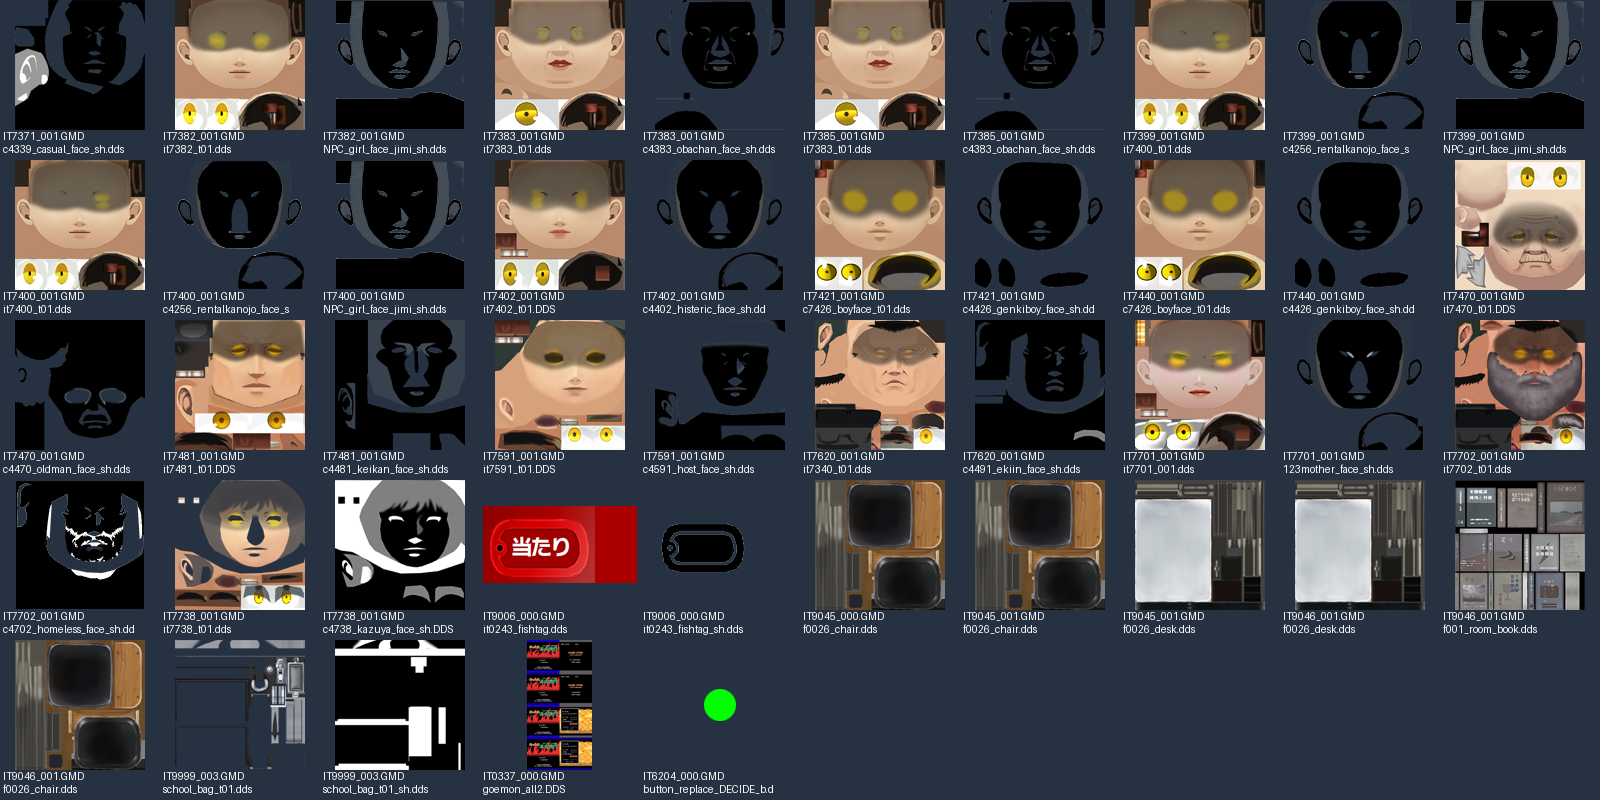 IT7371_001.GMD
c4339_casual_face_sh.dds
IT7382_001.GMD
it7382_t01.dds
IT7382_001.GMD
NPC_girl_face_jimi_sh.dds
IT7383_001.GMD
it7383_t01.dds
IT7383_001.GMD
c4383_obachan_face_sh.dds
IT7385_001.GMD
it7383_t01.dds
IT7385_001.GMD
c4383_obachan_face_sh.dds
IT7399_001.GMD
it7400_t01.dds
IT7399_001.GMD
c4256_rentalkanojo_face_s
IT7399_001.GMD
NPC_girl_face_jimi_sh.dds
IT7400_001.GMD
it7400_t01.dds
IT7400_001.GMD
c4256_rentalkanojo_face_s
IT7400_001.GMD
NPC_girl_face_jimi_sh.dds
IT7402_001.GMD
it7402_t01.DDS
IT7402_001.GMD
c4402_histeric_face_sh.dd
IT7421_001.GMD
c7426_boyface_t01.dds
IT7421_001.GMD
c4426_genkiboy_face_sh.dd
IT7440_001.GMD
c7426_boyface_t01.dds
IT7440_001.GMD
c4426_genkiboy_face_sh.dd
IT7470_001.GMD
it7470_t01.DDS
IT7470_001.GMD
c4470_oldman_face_sh.dds
IT7481_001.GMD
it7481_t01.DDS
IT7481_001.GMD
c4481_keikan_face_sh.dds
IT7591_001.GMD
it7591_t01.DDS
IT7591_001.GMD
c4591_host_face_sh.dds
IT7620_001.GMD
it7340_t01.dds
IT7620_001.GMD
c4491_ekiin_face_sh.dds
IT7701_001.GMD
it7701_001.dds
IT7701_001.GMD
123mother_face_sh.dds
IT7702_001.GMD
it7702_t01.dds
当たり
IT7702_001.GMD
c4702_homeless_face_sh.dd
IT7738_001.GMD
it7738_t01.dds
IT7738_001.GMD
c4738_kazuya_face_sh.DDS
IT9006_000.GMD
it0243_fishtag.dds
IT9006_000.GMD
it0243_fishtag_sh.dds
IT9045_000.GMD
f0026_chair.dds
IT9045_001.GMD
f0026_chair.dds
IT9045_001.GMD
f0026_desk.dds
IT9046_001.GMD
f0026_desk.dds
IT9046_001.GMD
f001_room_book.dds
IT9046_001.GMD
f0026_chair.dds
IT9999_003.GMD
school_bag_t01.dds
IT9999_003.GMD
school_bag_t01_sh.dds
IT0337_000.GMD
goemon_all2.DDS
IT6204_000.GMD
button_replace_DECIDE_b.d